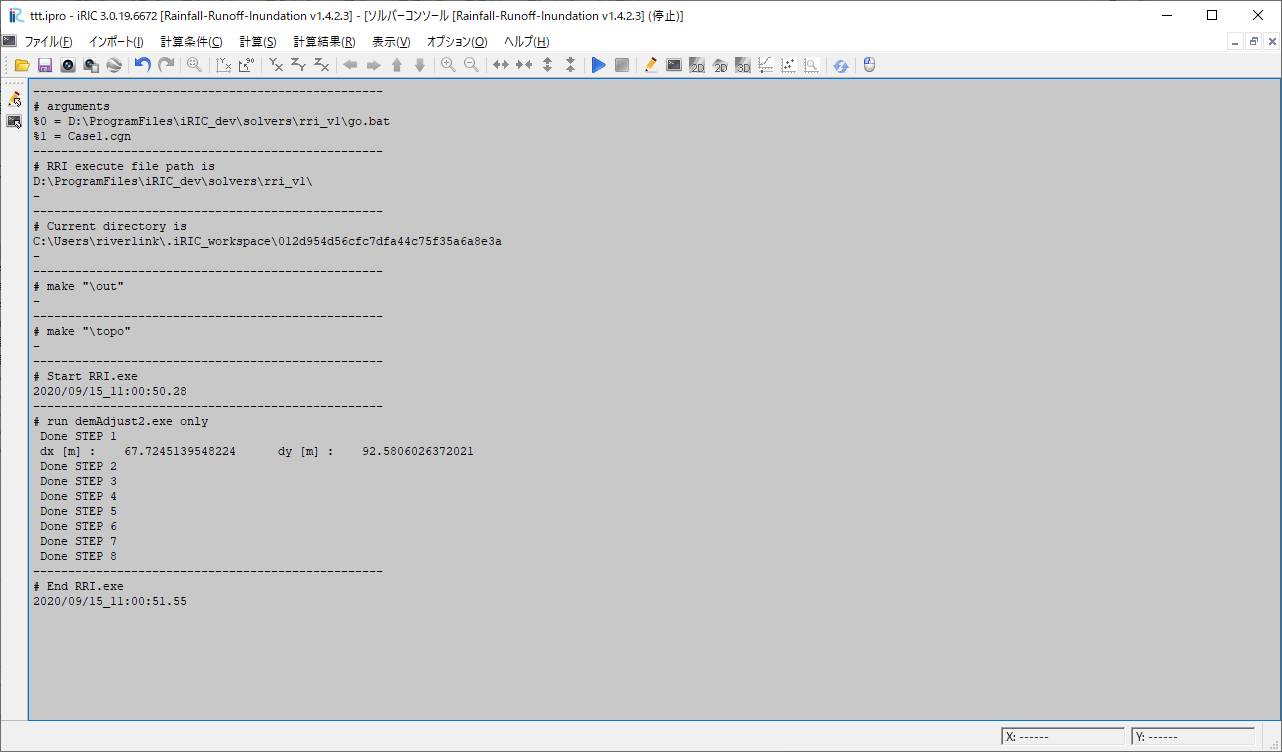 ttt.ipro - iRIC 3.0.19.6672 [Rainfall-Runoff-Inundation v1.4.2.3] - [ソルバーコンソール [Rainfall-Runoff-Inundation v1.4.2.3] (停止)]
ファイル(F) インポート(I) 計算条件(C) 計算(S) 計算結果(R) 表示(V) オプション(O) ヘルプ(H)
--------------------------------------------------
# arguments
%0 = D:\ProgramFiles\iRIC_dev\solvers\rri_v1\go.bat
%1 = Case1.cgn
--------------------------------------------------
# RRI execute file path is
D:\ProgramFiles\iRIC_dev\solvers\rri_v1\
-
--------------------------------------------------
# Current directory is
C:\Users\riverlink\.iRIC_workspace\012d954d56cfc7dfa44c75f35a6a8e3a
-
--------------------------------------------------
# make "\out"
-
--------------------------------------------------
# make "\topo"
-
--------------------------------------------------
# Start RRI.exe
2020/09/15_11:00:50.28
--------------------------------------------------
# run demAdjust2.exe only
Done STEP 1
dx [m] : 67.7245139548224 dy [m] : 92.5806026372021
Done STEP 2
Done STEP 3
Done STEP 4
Done STEP 5
Done STEP 6
Done STEP 7
Done STEP 8
--------------------------------------------------
# End RRI.exe
2020/09/15_11:00:51.55
X: ------ Y: ------